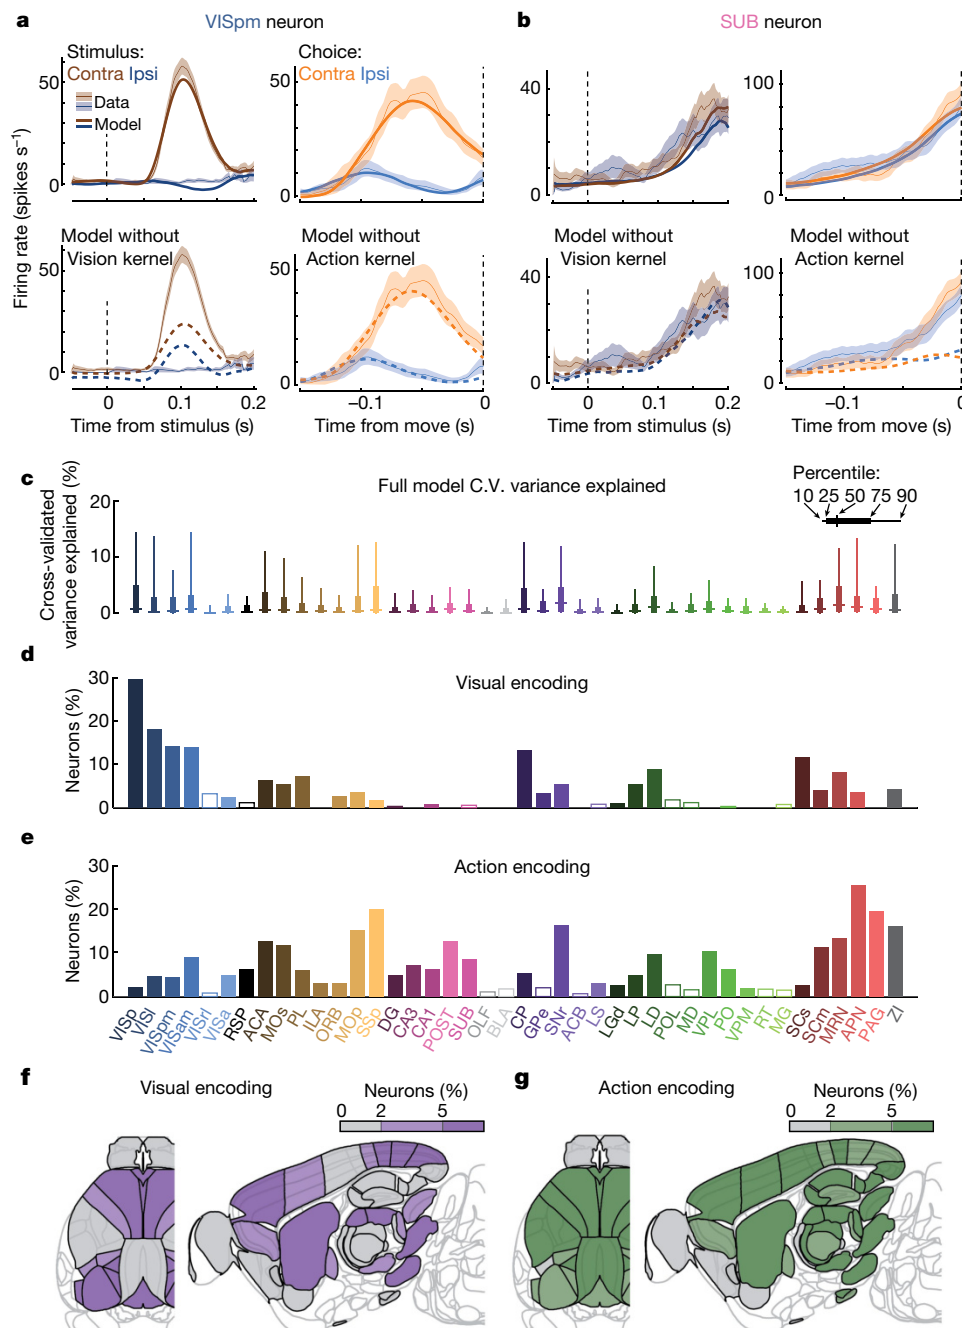 a
VISpm neuron
b
SUB neuron
Stimulus:
Contra Ipsi
Data
Model
Choice:
Contra Ipsi
Firing rate (spikes s⁻¹)
50
0
50
0
40
0
100
0
Model without
Vision kernel
Model without
Action kernel
Model without
Vision kernel
Model without
Action kernel
50
0
50
0
40
0
100
0
0 0.1 0.2
−0.1 0
0 0.1 0.2
−0.1 0
Time from stimulus (s)
Time from move (s)
Time from stimulus (s)
Time from move (s)
c
Full model C.V. variance explained
Percentile:
10 25 50 75 90
Cross-validated
variance explained (%)
20
10
0
d
Visual encoding
Neurons (%)
30
20
10
0
e
Action encoding
Neurons (%)
30
20
10
0
VISp VISl VISpm VISam VISrl VISa RSP ACA MOs PL ILA ORB MOp SSp DG CA3 CA1 POST SUB OLF BLA CP GPe SNr ACB LS LGd LP LD POL MD VPL PO VPM RT MG SCs SCm MRN APN PAG ZI
f
Visual encoding
Neurons (%)
0 2 5
g
Action encoding
Neurons (%)
0 2 5